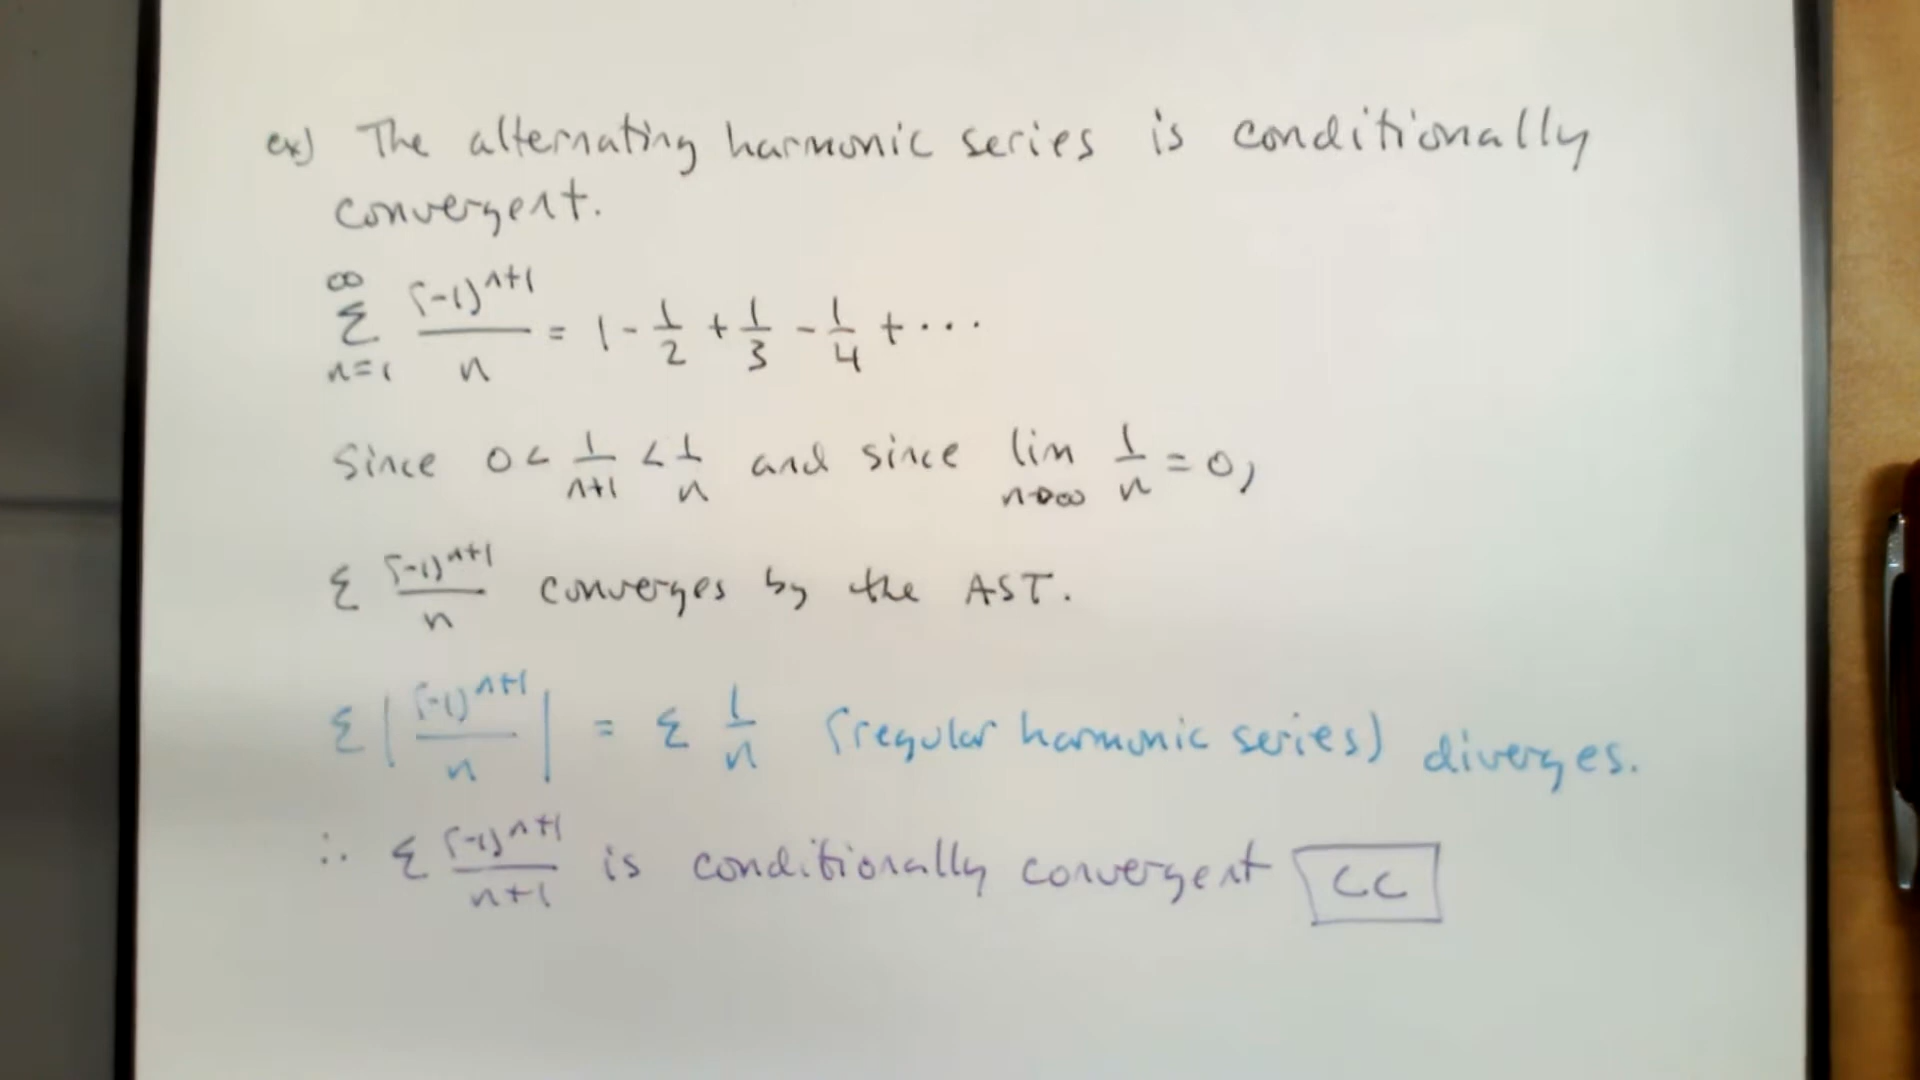 ex) The alternating harmonic series is conditionally
convergent.
∞ Σ n=1 (-1)^(n+1) / n = 1 - 1/2 + 1/3 - 1/4 + ···
Since 0 < 1/(n+1) < 1/n and since lim n→∞ 1/n = 0,
Σ (-1)^(n+1) / n converges by the AST.
Σ |(-1)^(n+1) / n| = Σ 1/n (regular harmonic series) diverges.
∴ Σ (-1)^(n+1) / (n+1) is conditionally convergent CC